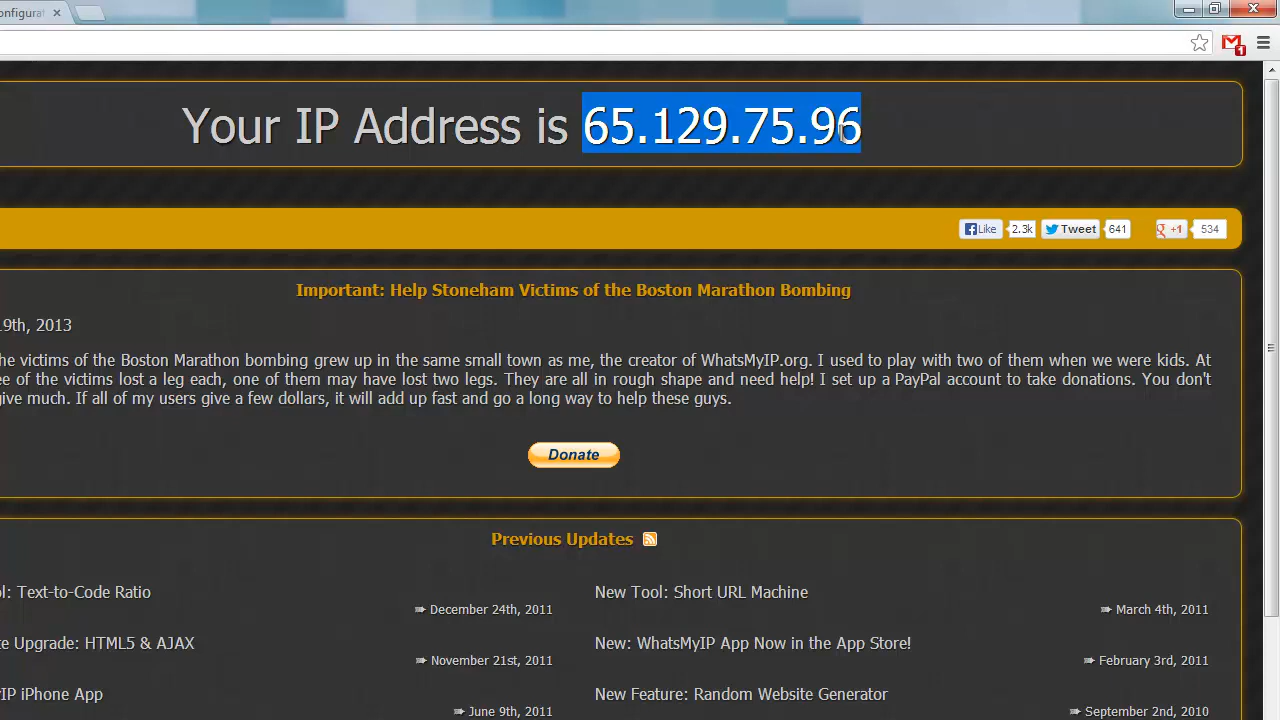 onfigurat
1
Your IP Address is 65.129.75.96
Like 2.3k Tweet 641 g +1 534
Important: Help Stoneham Victims of the Boston Marathon Bombing
19th, 2013
he victims of the Boston Marathon bombing grew up in the same small town as me, the creator of WhatsMyIP.org. I used to play with two of them when we were kids. At
ee of the victims lost a leg each, one of them may have lost two legs. They are all in rough shape and need help! I set up a PayPal account to take donations. You don't
give much. If all of my users give a few dollars, it will add up fast and go a long way to help these guys.
Donate
Previous Updates
l: Text-to-Code Ratio
December 24th, 2011
New Tool: Short URL Machine
March 4th, 2011
te Upgrade: HTML5 & AJAX
November 21st, 2011
New: WhatsMyIP App Now in the App Store!
February 3rd, 2011
yIP iPhone App
June 9th, 2011
New Feature: Random Website Generator
September 2nd, 2010